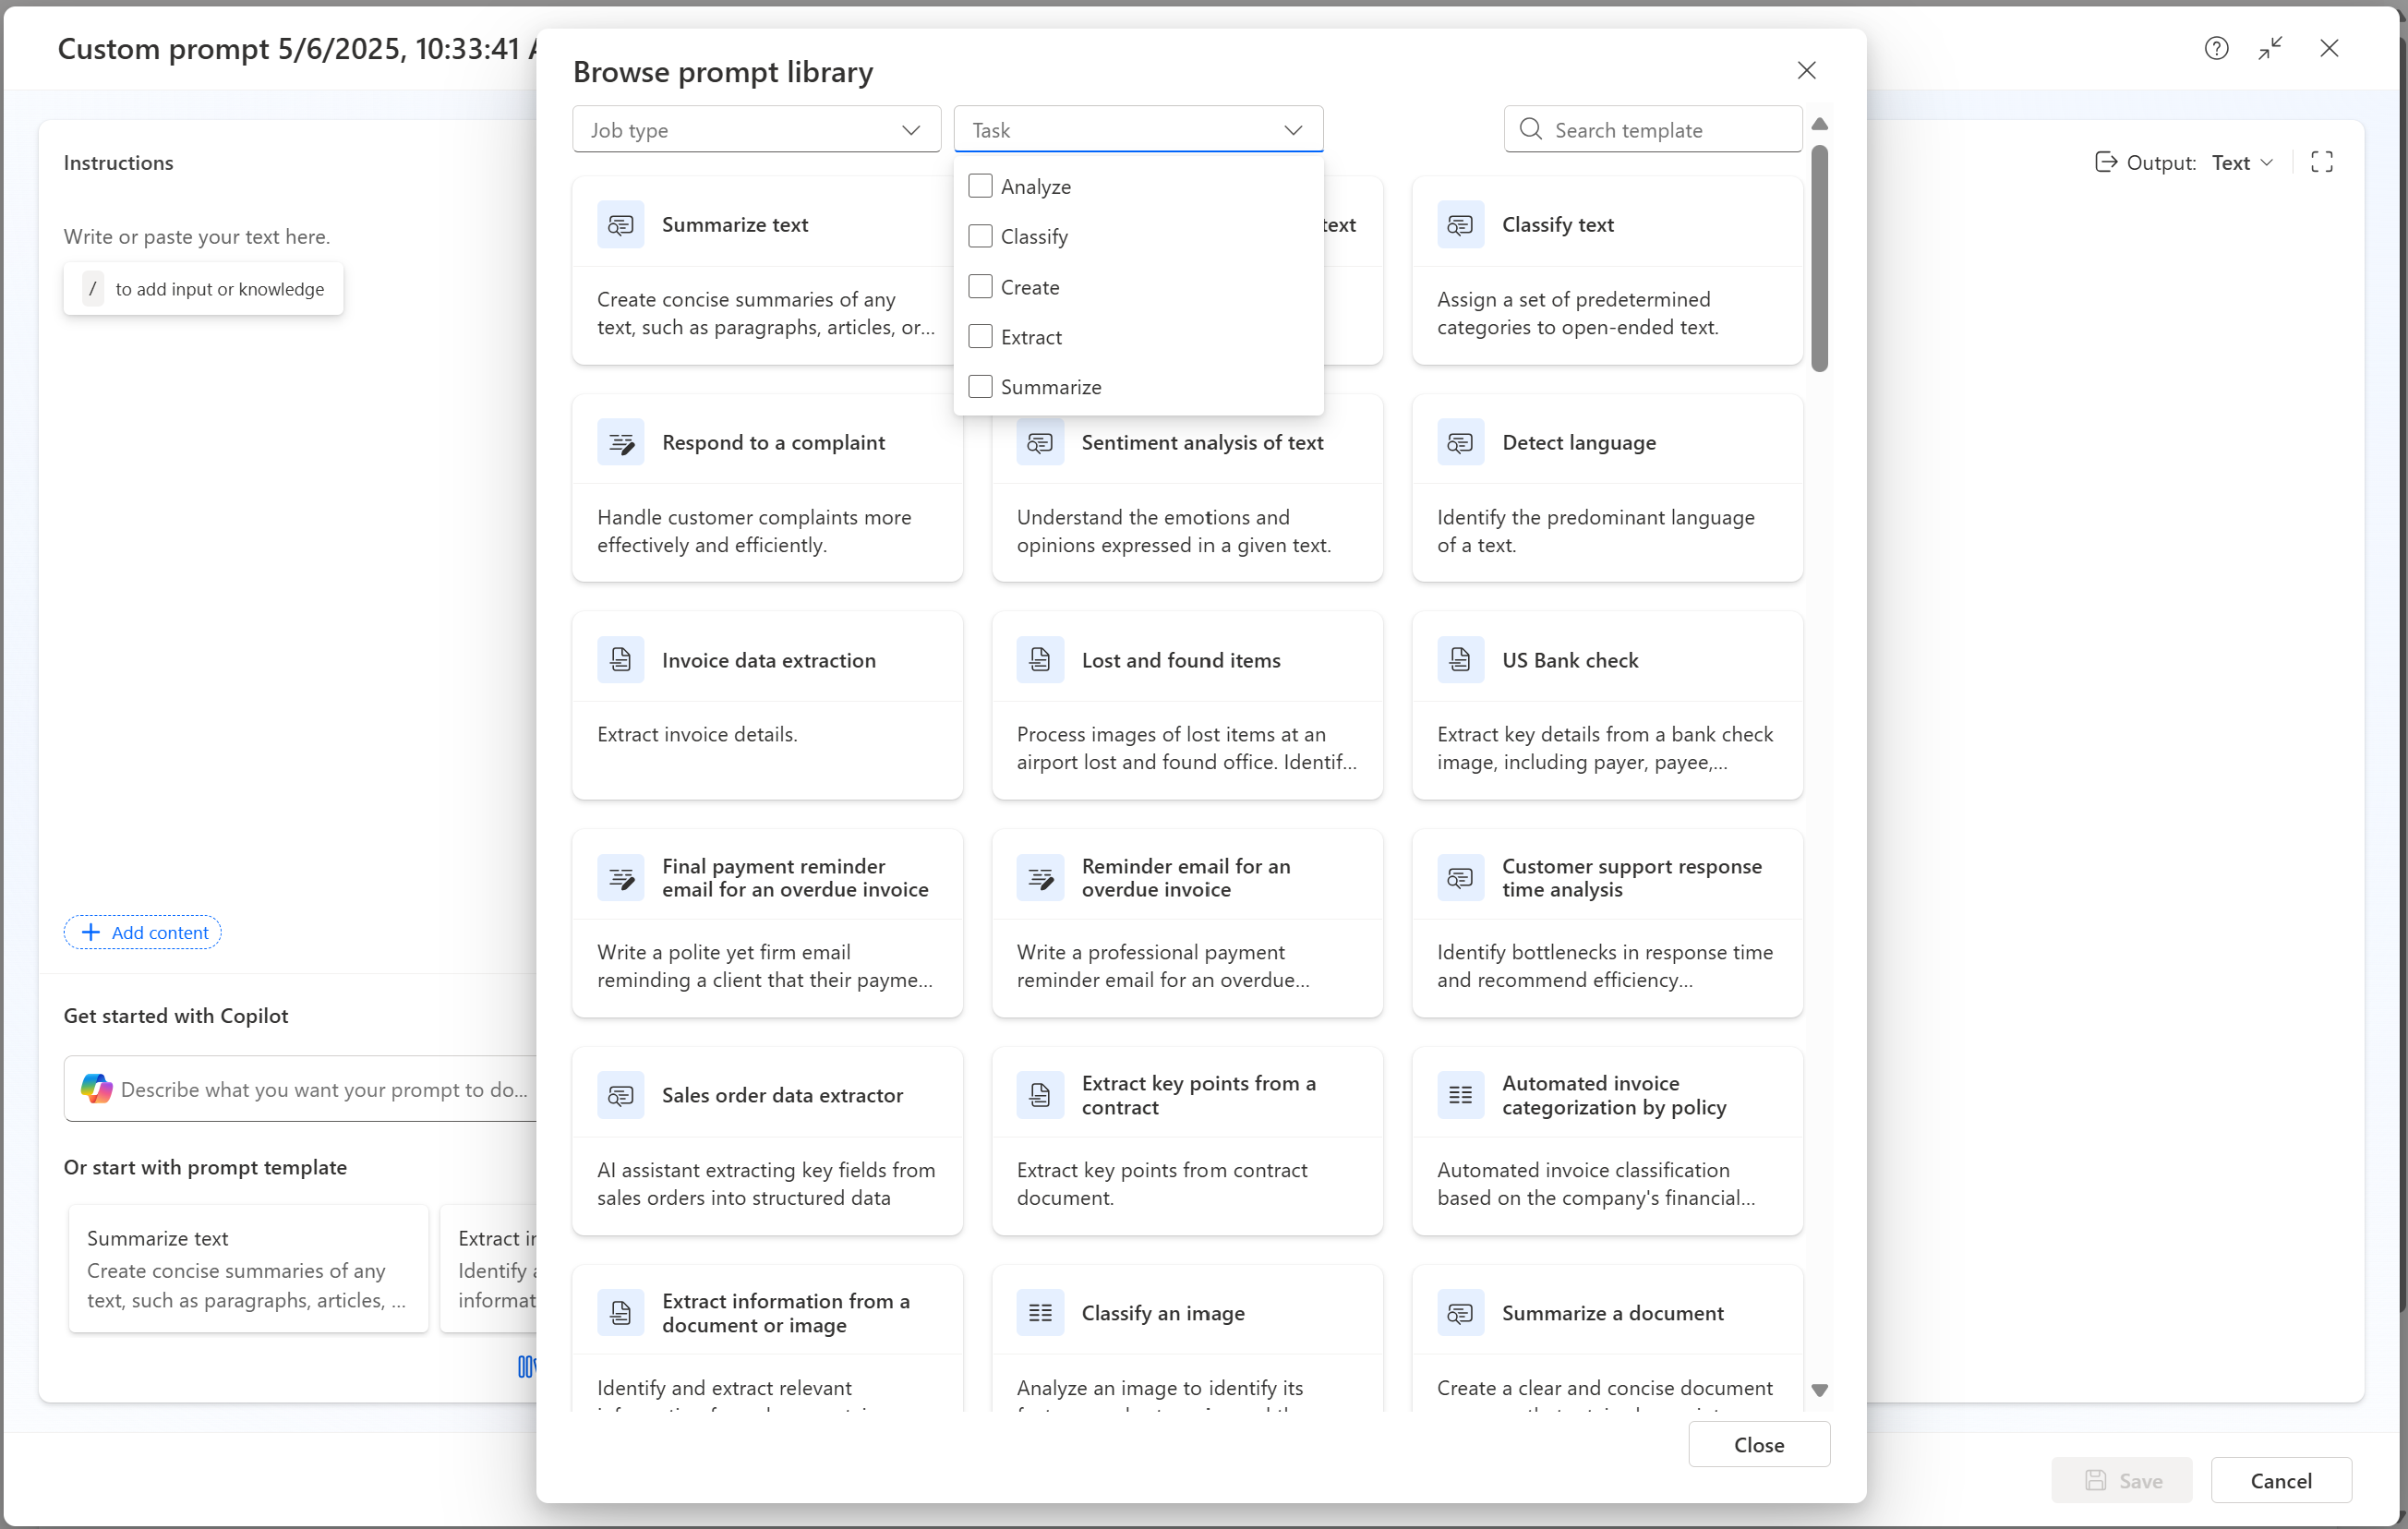 Custom prompt 5/6/2025, 10:33:41
Instructions
Write or paste your text here.
/ to add input or knowledge
Add content
Get started with Copilot
Describe what you want your prompt to do...
Or start with prompt template
Summarize text
Create concise summaries of any
text, such as paragraphs, articles, ...
Extract
Identify
Browse prompt library
Job type
Task
Search template
Analyze
Classify
Create
Extract
Summarize
Summarize text
Create concise summaries of any
text, such as paragraphs, articles, or...
text
Classify text
Assign a set of predetermined
categories to open-ended text.
Respond to a complaint
Handle customer complaints more
effectively and efficiently.
Sentiment analysis of text
Understand the emotions and
opinions expressed in a given text.
Detect language
Identify the predominant language
of a text.
Invoice data extraction
Extract invoice details.
Lost and found items
Process images of lost items at an
airport lost and found office. Identif...
US Bank check
Extract key details from a bank check
image, including payer, payee,...
Final payment reminder
email for an overdue invoice
Write a polite yet firm email
reminding a client that their payme...
Reminder email for an
overdue invoice
Write a professional payment
reminder email for an overdue...
Customer support response
time analysis
Identify bottlenecks in response time
and recommend efficiency...
Sales order data extractor
AI assistant extracting key fields from
sales orders into structured data
Extract key points from a
contract
Extract key points from contract
document.
Automated invoice
categorization by policy
Automated invoice classification
based on the company's financial...
Extract information from a
document or image
Identify and extract relevant
Classify an image
Analyze an image to identify its
Summarize a document
Create a clear and concise document
Close
Output: Text
Save
Cancel